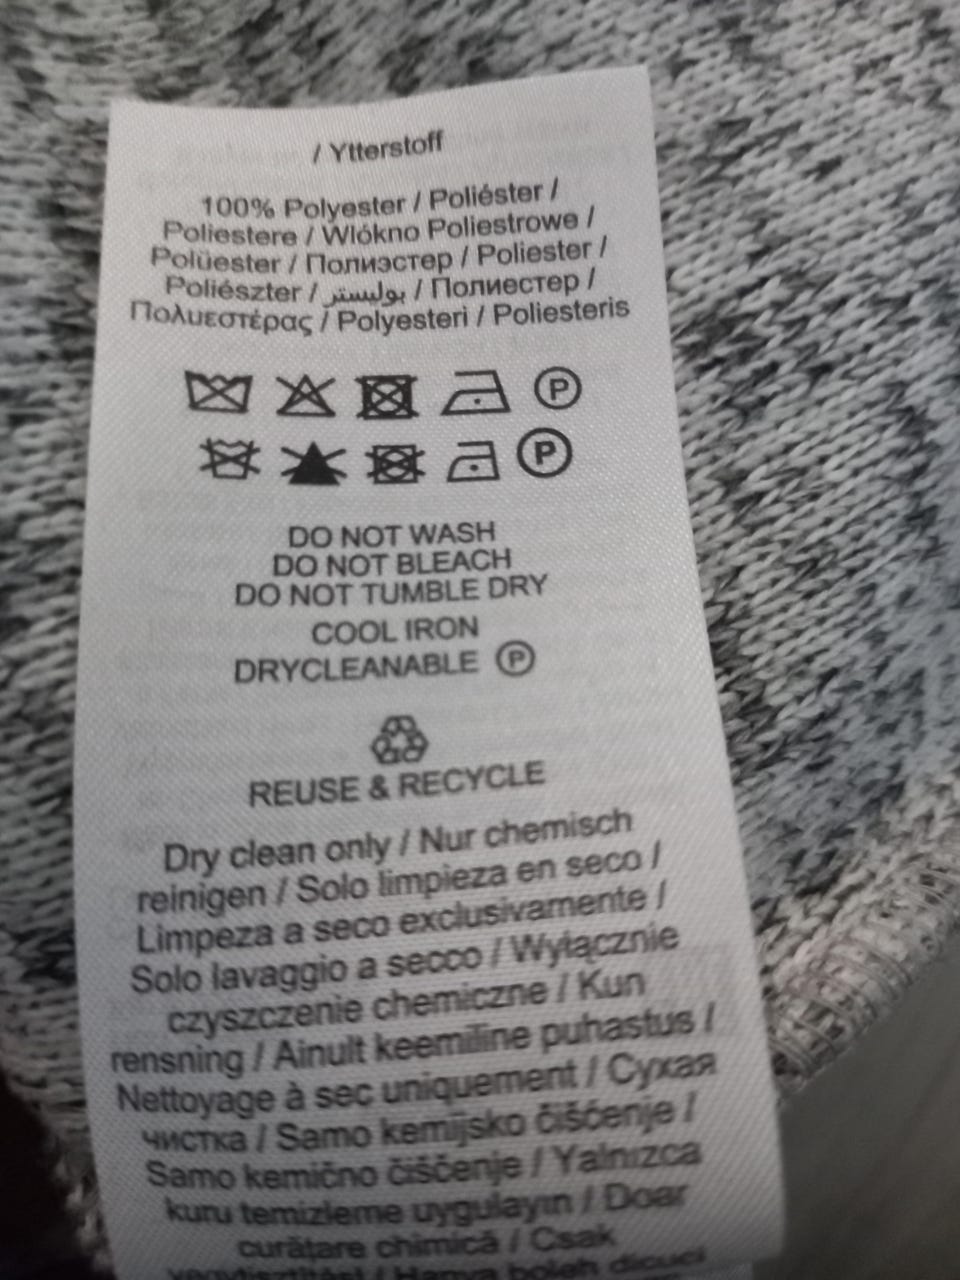 / Ytterstoff
100% Polyester / Poliéster /
Poliestere / Wlókno Poliestrowe /
Polüester / Полиэстер / Poliester /
Poliészter / بوليستر / Полиестер /
Πολυεστέρας / Polyesteri / Poliesteris
P
P
DO NOT WASH
DO NOT BLEACH
DO NOT TUMBLE DRY
COOL IRON
DRYCLEANABLE P
REUSE & RECYCLE
Dry clean only / Nur chemisch
reinigen / Solo limpieza en seco /
Limpeza a seco exclusivamente /
Solo lavaggio a secco / Wyłącznie
czyszczenie chemiczne / Kun
rensning / Ainult keemiline puhastus /
Nettoyage à sec uniquement / Сухая
чистка / Samo kemijsko čišćenje /
Samo kemično čiščenje / Yalnızca
kuru temizleme uygulayın / Doar
curățare chimică / Csak
/ Hanya boleh